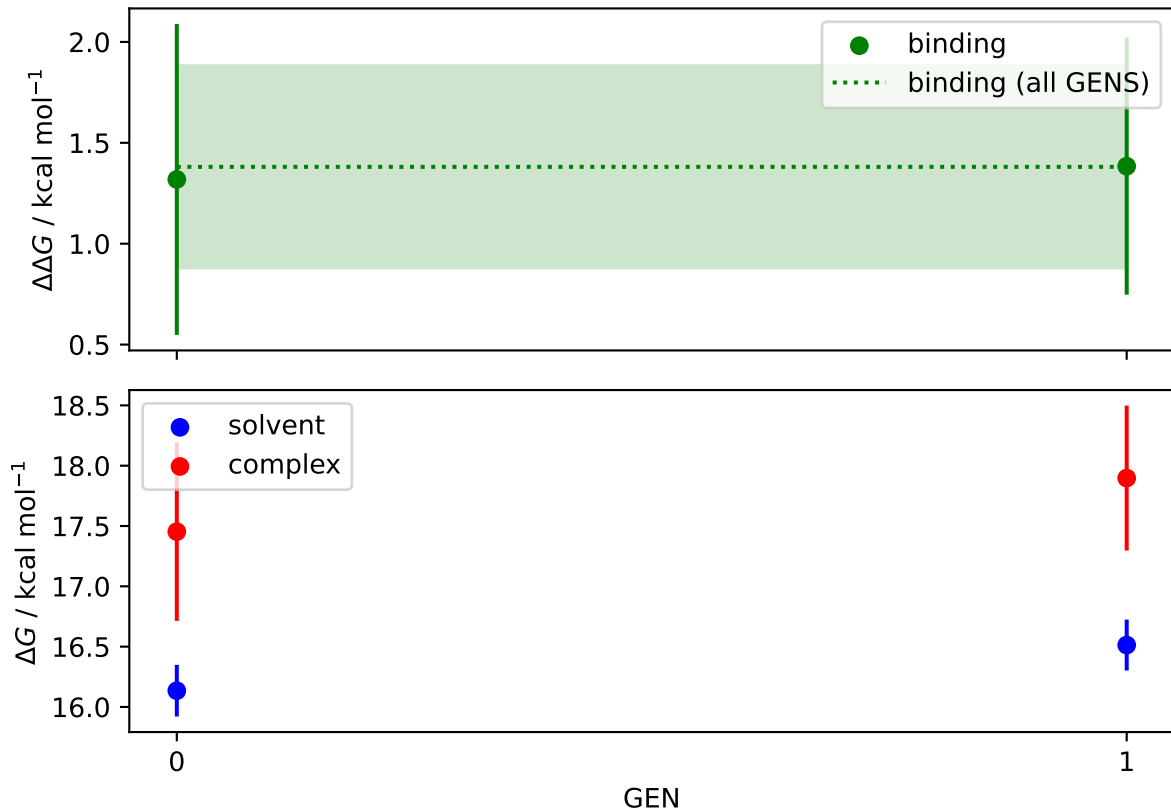 2.0
1.5
1.0
0.5
ΔΔG / kcal mol⁻¹
binding
binding (all GENS)
18.5
18.0
17.5
17.0
16.5
16.0
ΔG / kcal mol⁻¹
solvent
complex
0
1
GEN